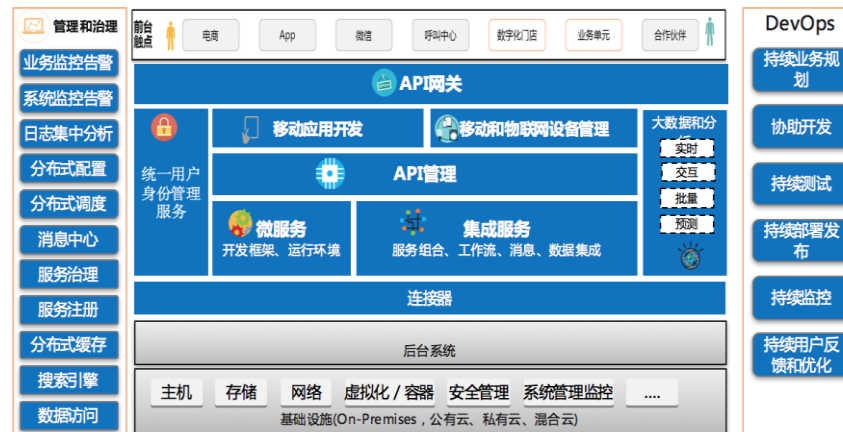 管理和治理
业务监控告警
系统监控告警
日志集中分析
分布式配置
分布式调度
消息中心
服务治理
服务注册
分布式缓存
搜索引擎
数据访问
前台
触点
电商
App
微信
呼叫中心
数字化门店
业务单元
合作伙伴
API网关
统一用户
身份管理
服务
移动应用开发
移动和物联网设备管理
API管理
微服务
开发框架、运行环境
集成服务
服务组合、工作流、消息、数据集成
大数据和分
实时
交互
批量
预测
连接器
后台系统
主机
存储
网络
虚拟化 / 容器
安全管理
系统管理监控
....
基础设施(On-Premises，公有云、私有云、混合云)
DevOps
持续业务规
划
协助开发
持续测试
持续部署发
布
持续监控
持续用户反
馈和优化